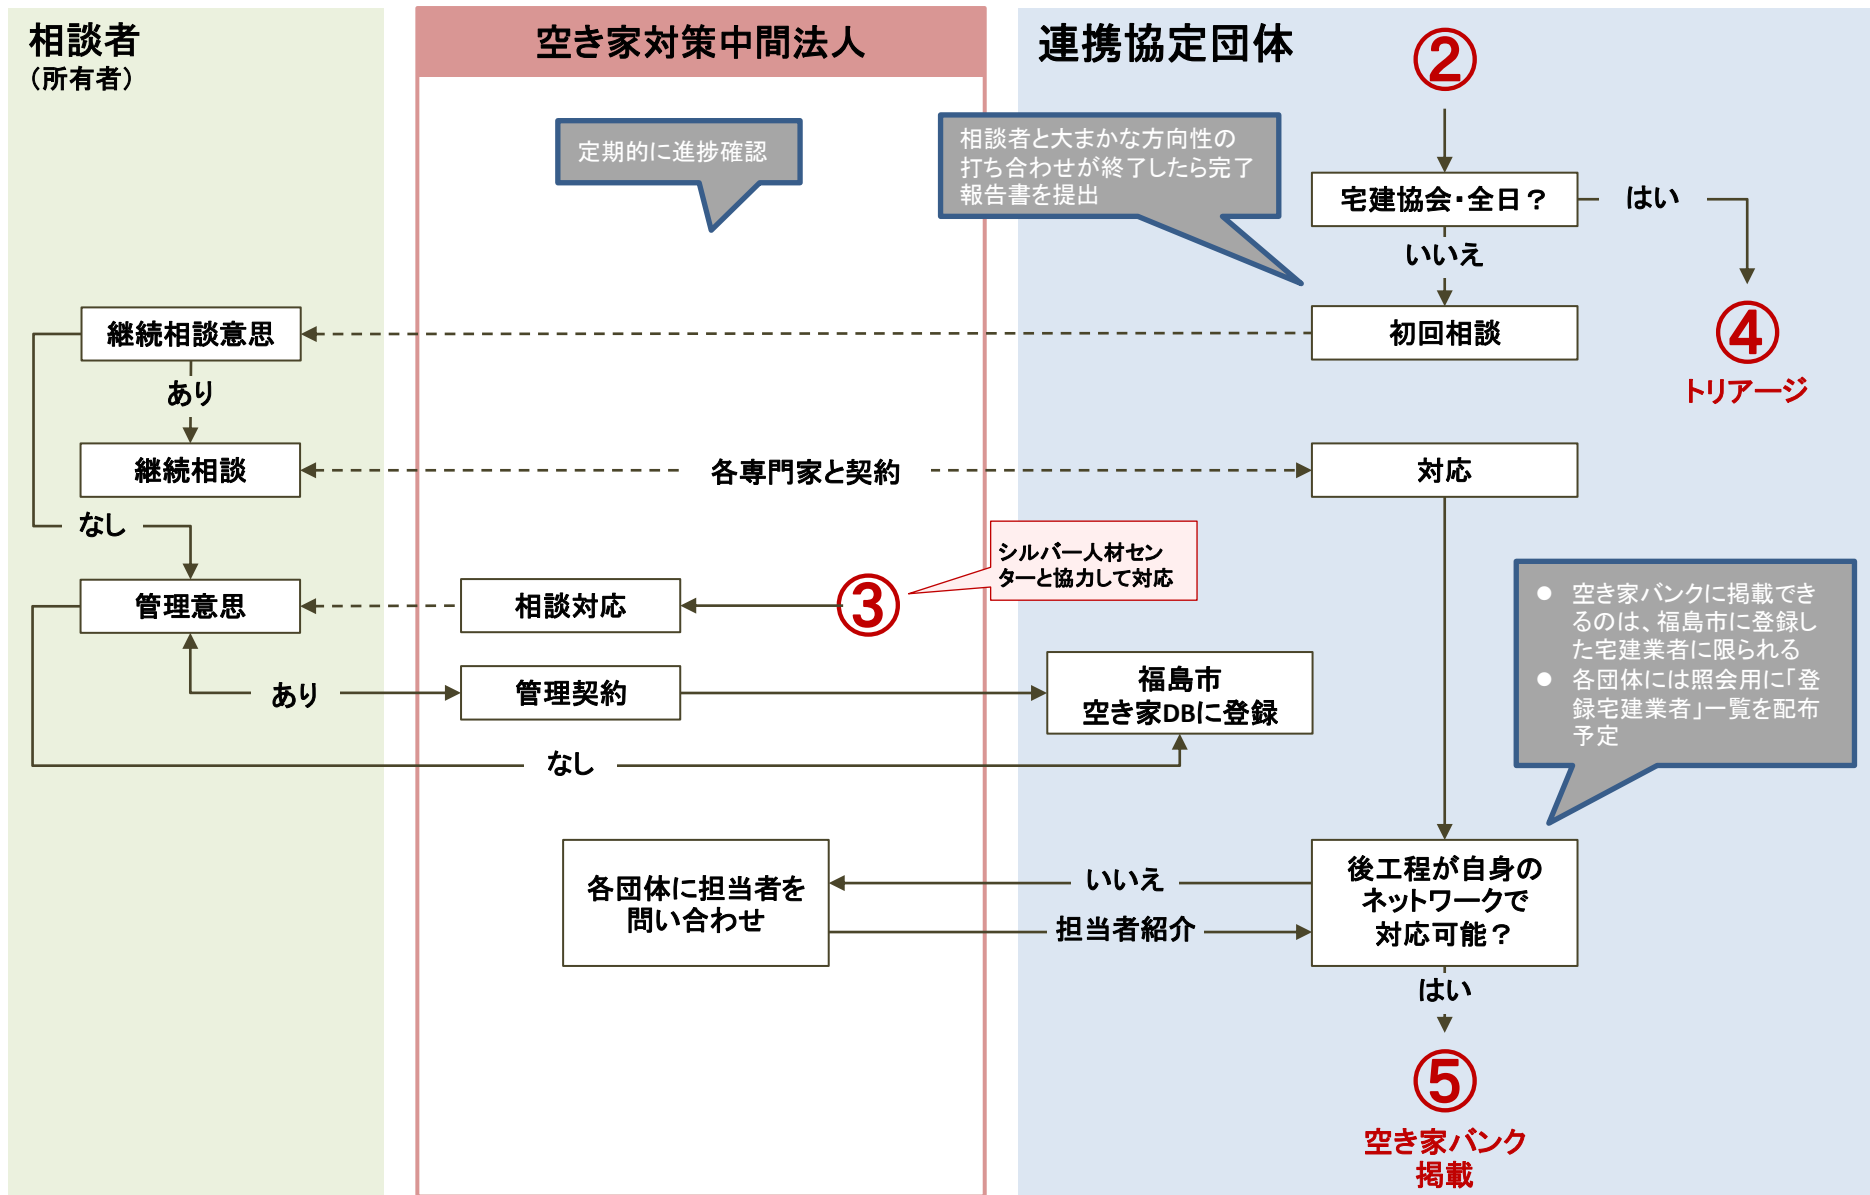 相談者
（所有者）
空き家対策中間法人
連携協定団体
②
定期的に進捗確認
相談者と大まかな方向性の
打ち合わせが終了したら完了
報告書を提出
宅建協会・全日？
はい
いいえ
継続相談意思
初回相談
④
トリアージ
あり
継続相談
各専門家と契約
対応
なし
シルバー人材セン
ターと協力して対応
管理意思
相談対応
③
● 空き家バンクに掲載でき
るのは、福島市に登録し
た宅建業者に限られる
● 各団体には照会用に「登
録宅建業者」一覧を配布
予定
あり
管理契約
福島市
空き家DBに登録
なし
各団体に担当者を
問い合わせ
いいえ
担当者紹介
後工程が自身の
ネットワークで
対応可能？
はい
⑤
空き家バンク
掲載